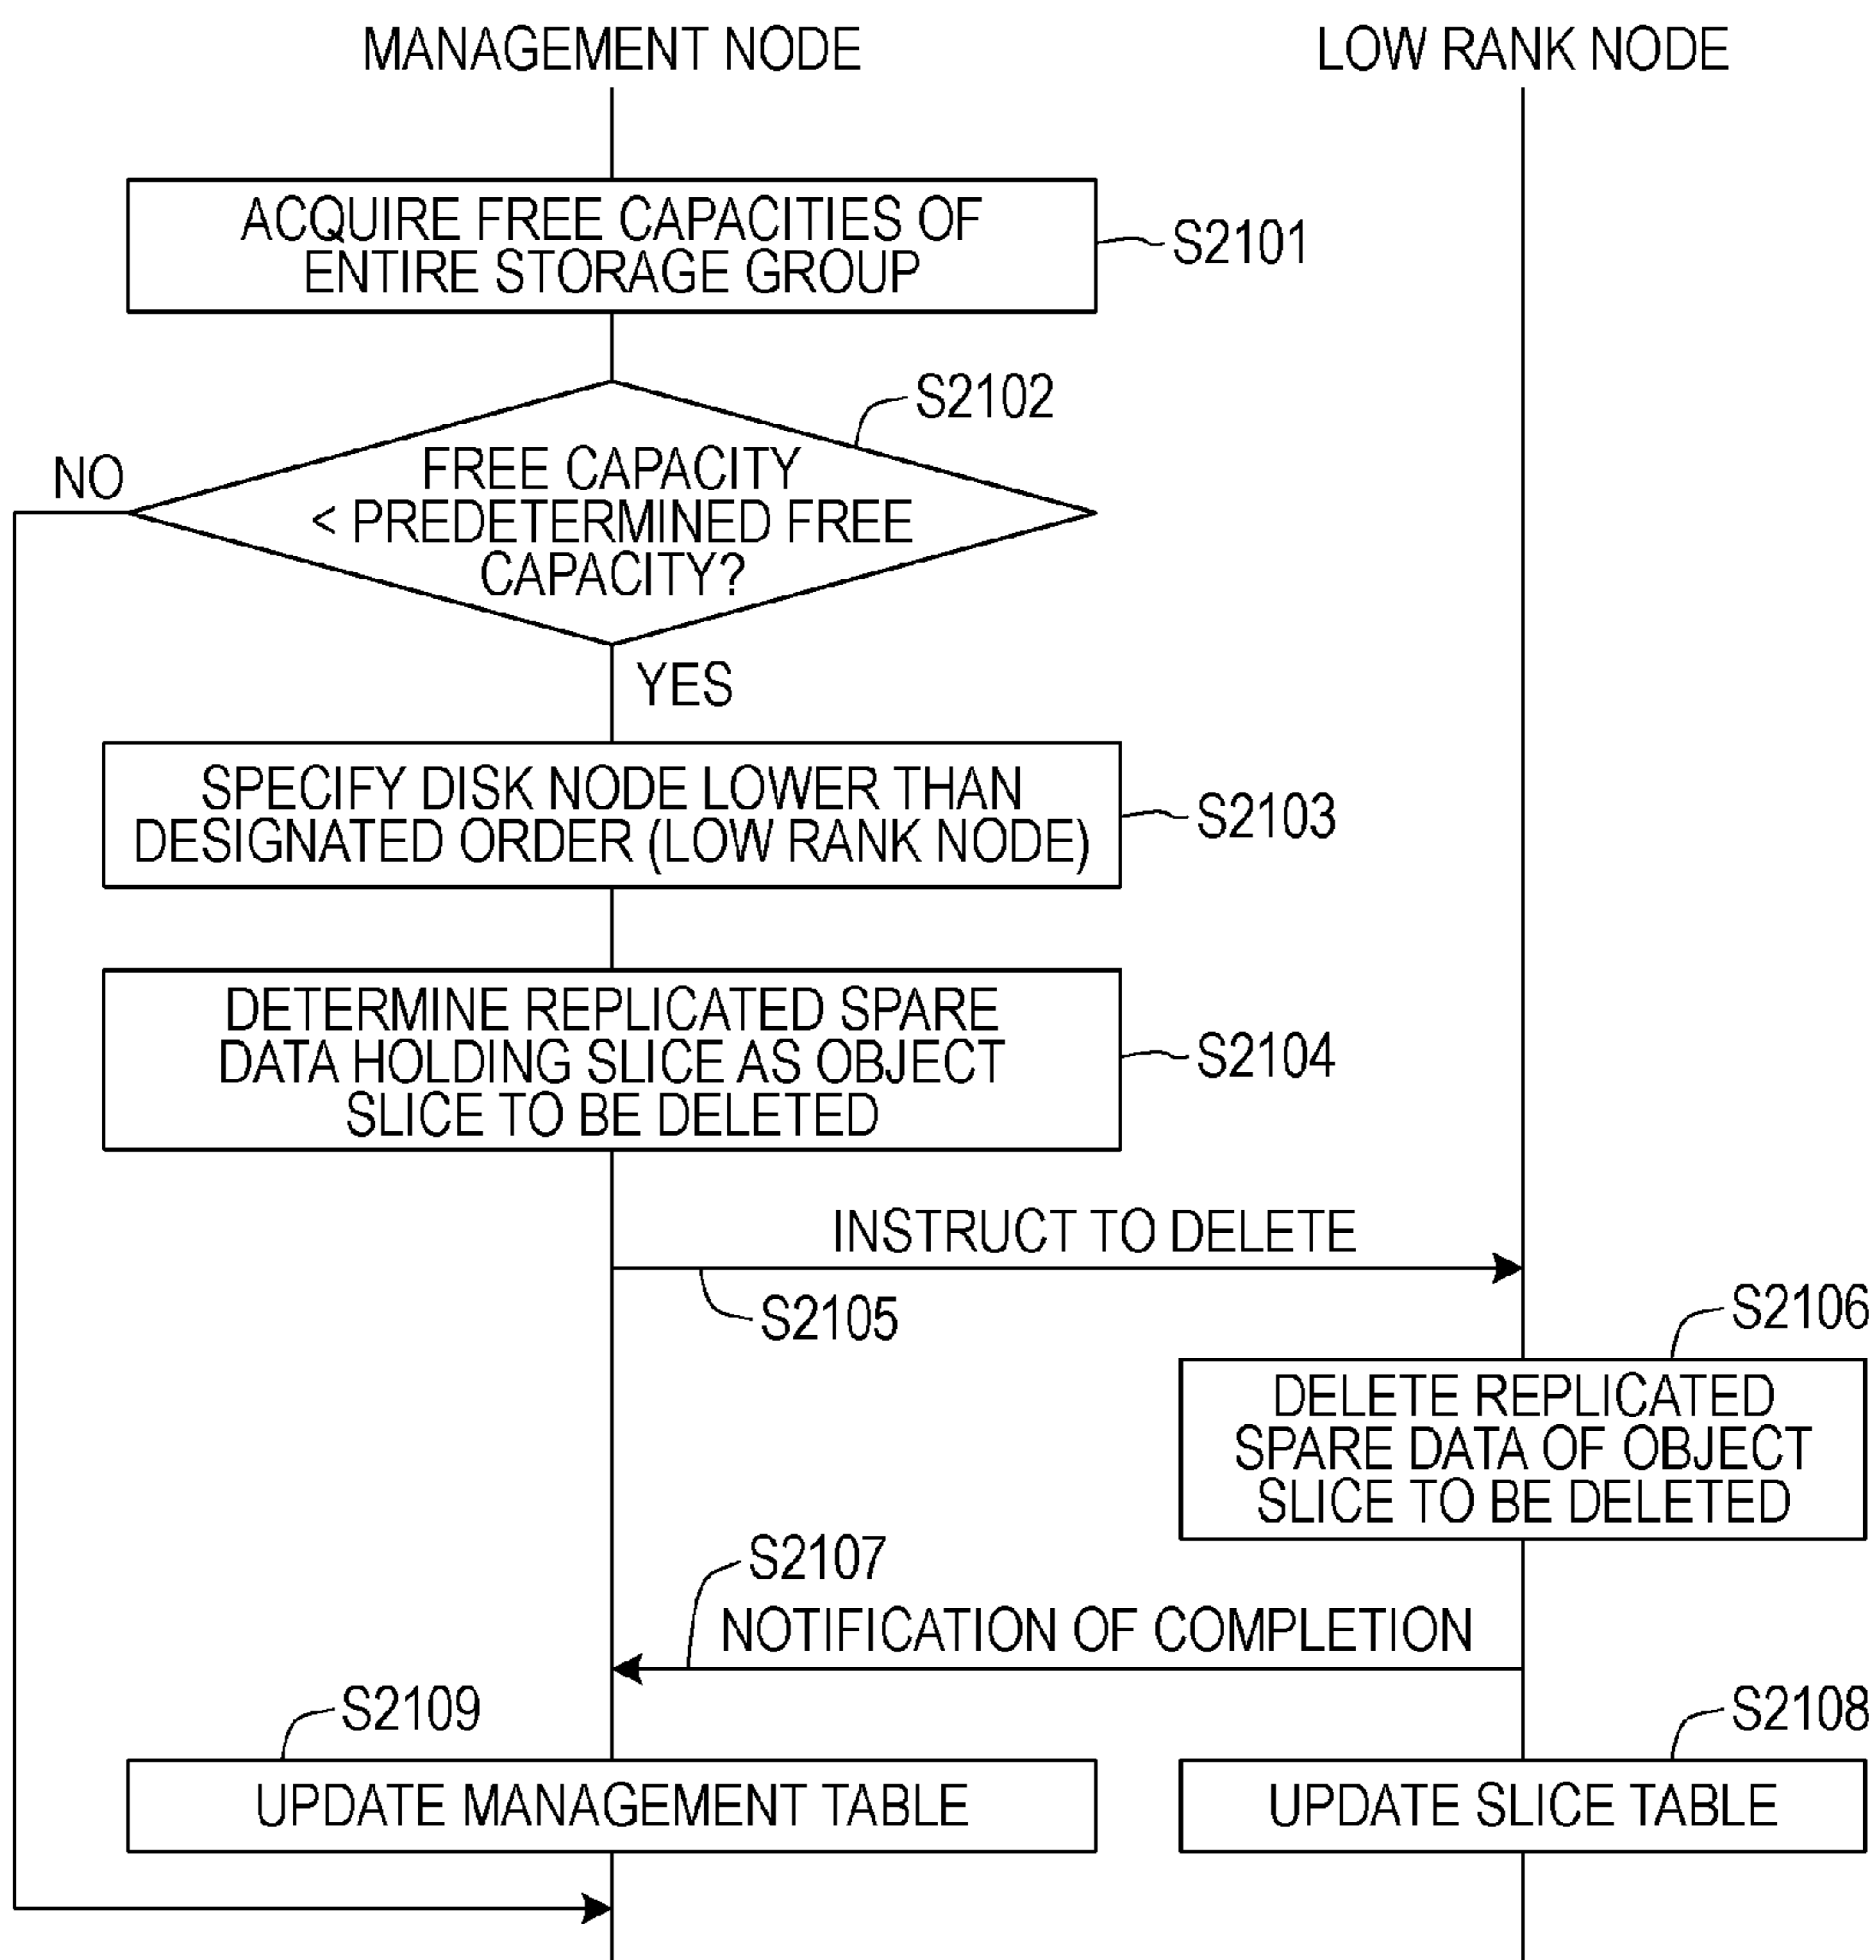 MANAGEMENT NODE
LOW RANK NODE
ACQUIRE FREE CAPACITIES OF
ENTIRE STORAGE GROUP
S2101
S2102
FREE CAPACITY
< PREDETERMINED FREE
CAPACITY?
NO
YES
SPECIFY DISK NODE LOWER THAN
DESIGNATED ORDER (LOW RANK NODE)
S2103
DETERMINE REPLICATED SPARE
DATA HOLDING SLICE AS OBJECT
SLICE TO BE DELETED
S2104
INSTRUCT TO DELETE
S2105
S2106
DELETE REPLICATED
SPARE DATA OF OBJECT
SLICE TO BE DELETED
S2107
NOTIFICATION OF COMPLETION
S2109
UPDATE MANAGEMENT TABLE
S2108
UPDATE SLICE TABLE